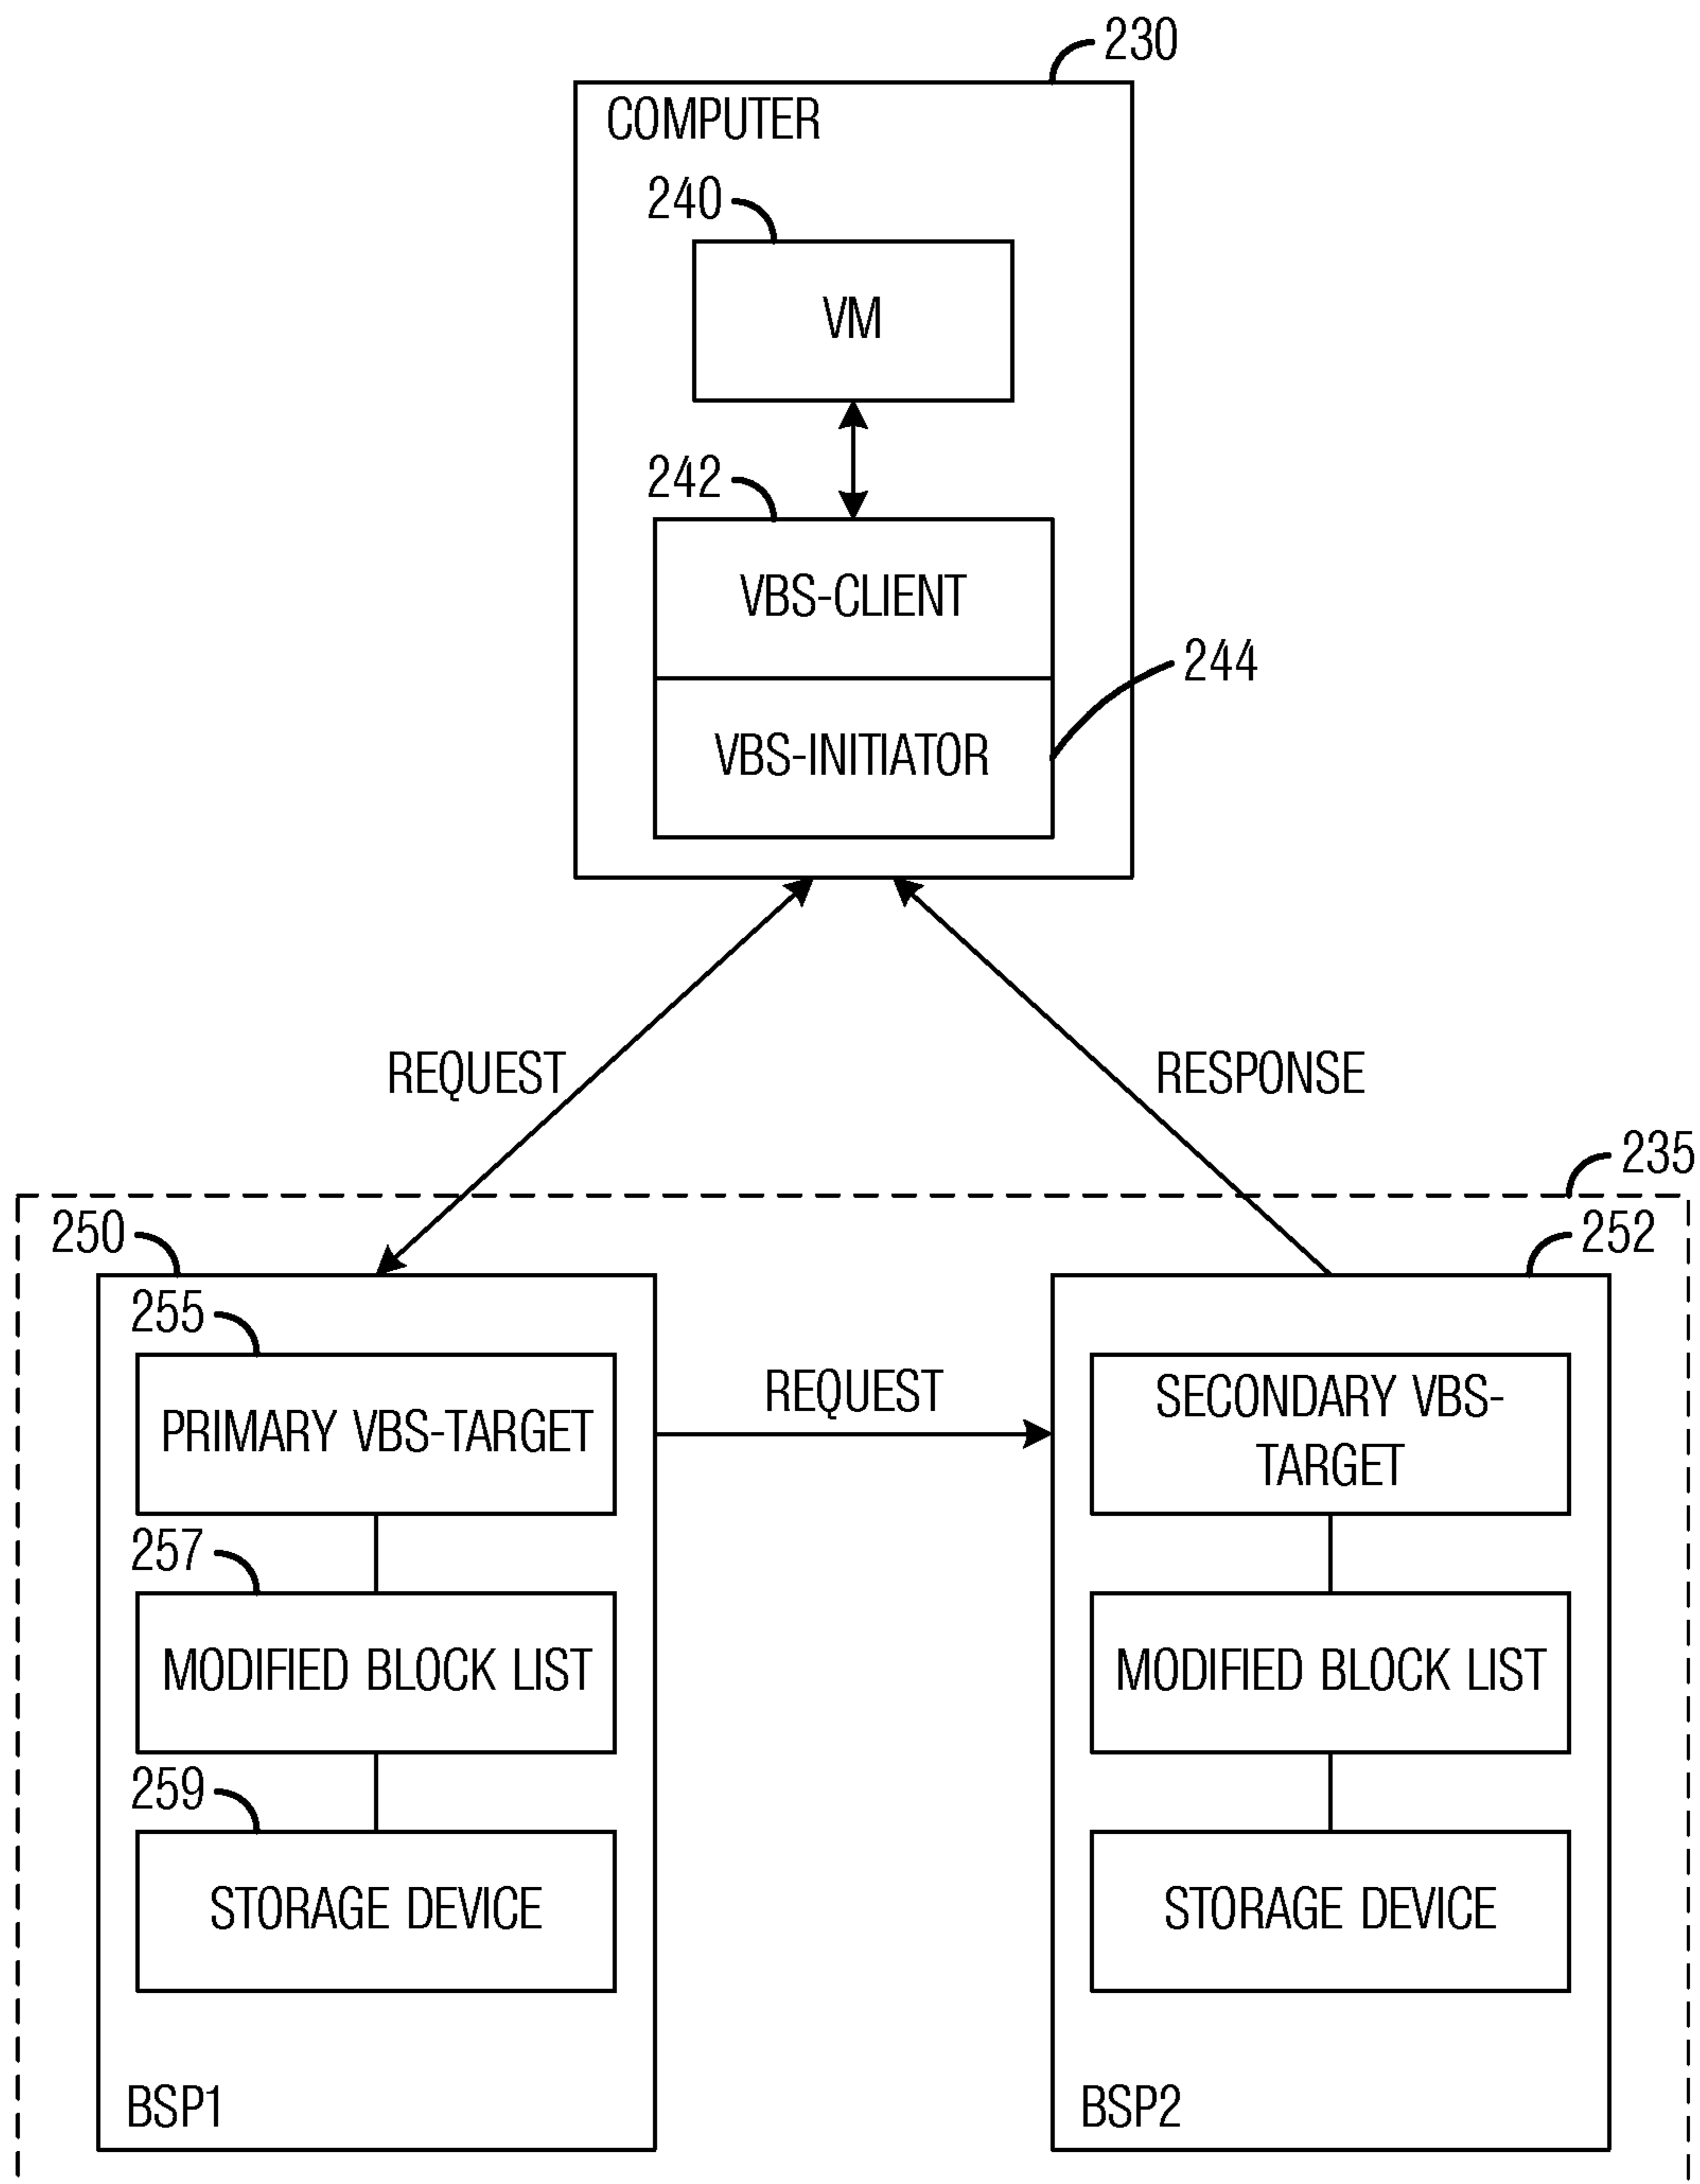 230
COMPUTER
240
VM
242
VBS-CLIENT
244
VBS-INITIATOR
REQUEST
RESPONSE
235
250
252
255
PRIMARY VBS-TARGET
REQUEST
SECONDARY VBS-
TARGET
257
MODIFIED BLOCK LIST
MODIFIED BLOCK LIST
259
STORAGE DEVICE
STORAGE DEVICE
BSP1
BSP2